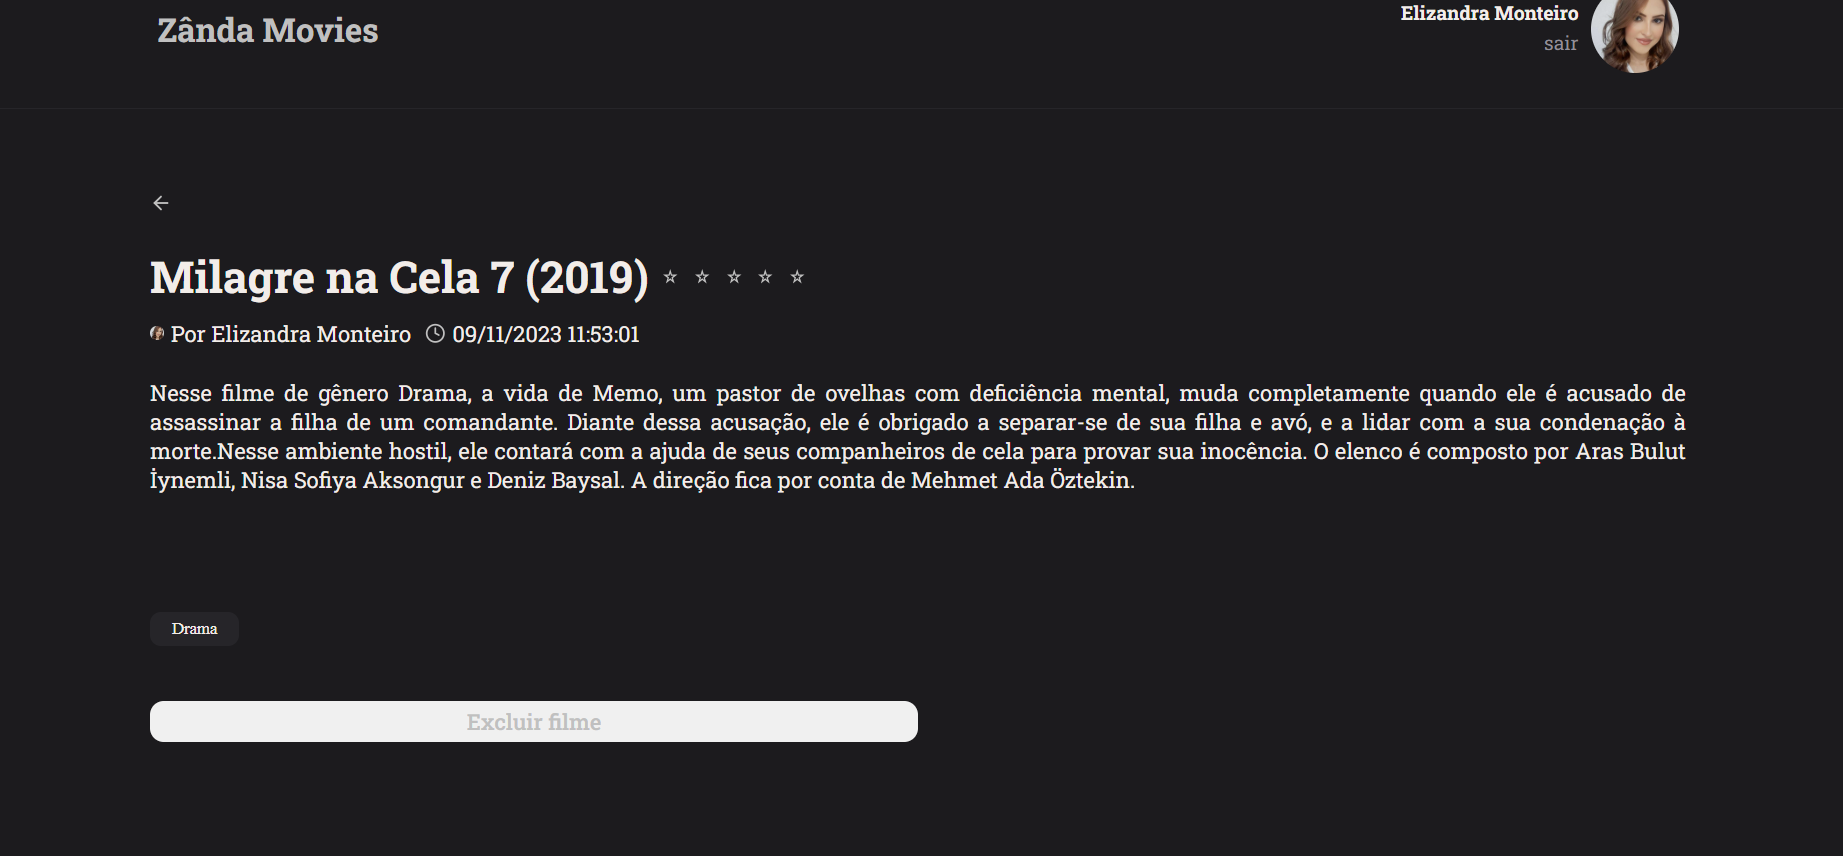 Zânda Movies
Elizandra Monteiro
sair
Milagre na Cela 7 (2019)
Por Elizandra Monteiro 09/11/2023 11:53:01
Nesse filme de gênero Drama, a vida de Memo, um pastor de ovelhas com deficiência mental, muda completamente quando ele é acusado de
assassinar a filha de um comandante. Diante dessa acusação, ele é obrigado a separar-se de sua filha e avó, e a lidar com a sua condenação à
morte.Nesse ambiente hostil, ele contará com a ajuda de seus companheiros de cela para provar sua inocência. O elenco é composto por Aras Bulut
İynemli, Nisa Sofiya Aksongur e Deniz Baysal. A direção fica por conta de Mehmet Ada Öztekin.
Drama
Excluir filme